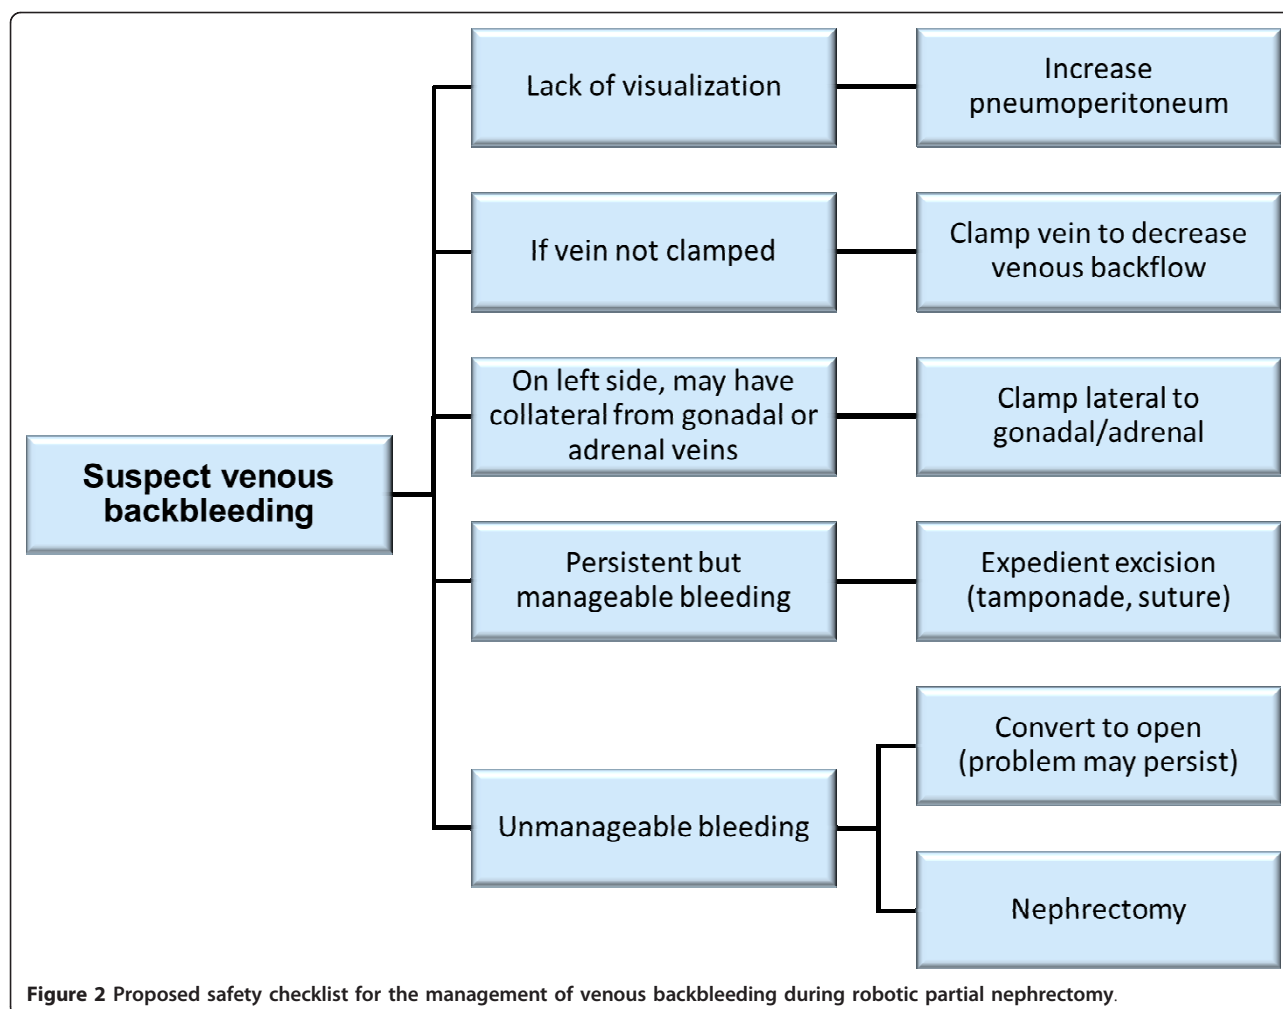 Lack of visualization
Increase
pneumoperitoneum
If vein not clamped
Clamp vein to decrease
venous backflow
On left side, may have
collateral from gonadal or
adrenal veins
Clamp lateral to
gonadal/adrenal
Suspect venous
backbleeding
Persistent but
manageable bleeding
Expedient excision
(tamponade, suture)
Unmanageable bleeding
Convert to open
(problem may persist)
Nephrectomy
Figure 2 Proposed safety checklist for the management of venous backbleeding during robotic partial nephrectomy.